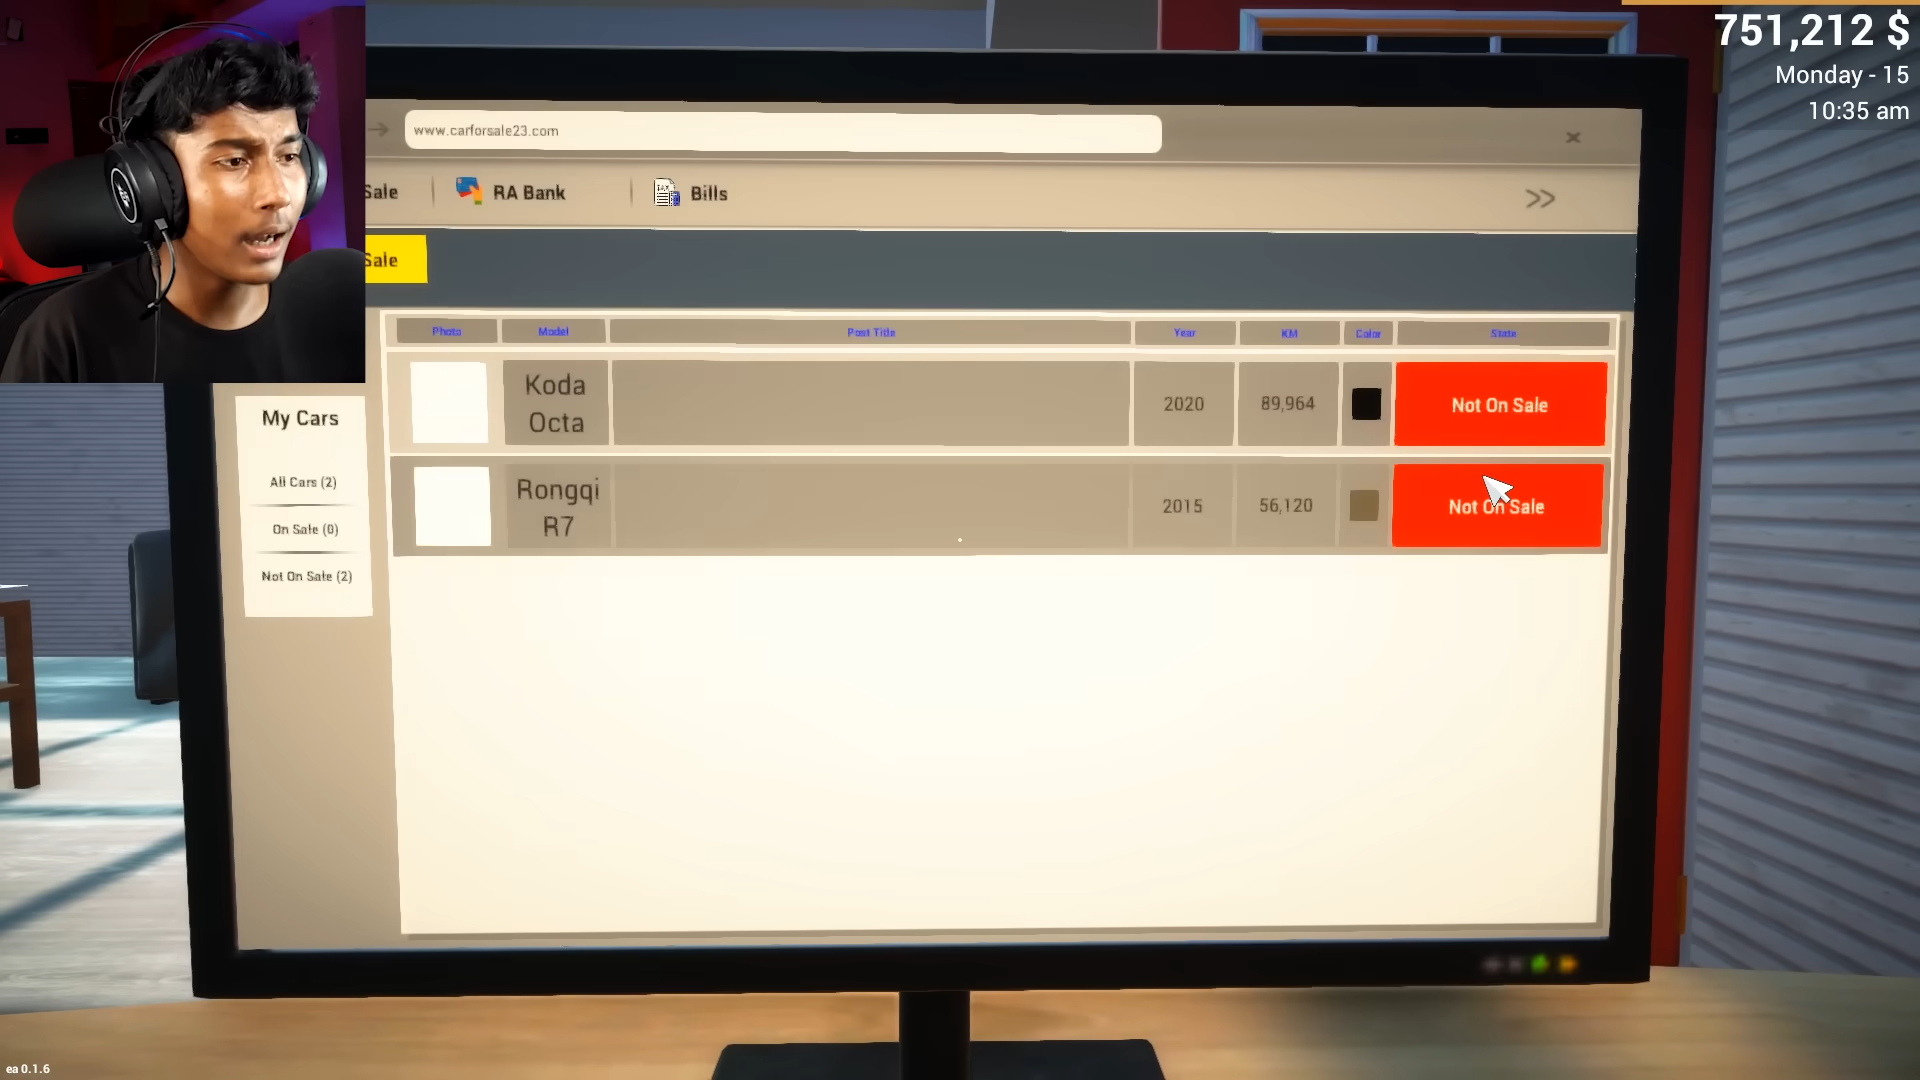 751,212 $
Monday - 15
10:35 am
www.carforsale23.com
Sale
RA Bank
Bills
Sale
Photo Model Post Title Year KM Color State
Koda Octa 2020 89,964 Not On Sale
Rongqi R7 2015 56,120 Not On Sale
My Cars
All Cars (2)
On Sale (0)
Not On Sale (2)
ea 0.1.6